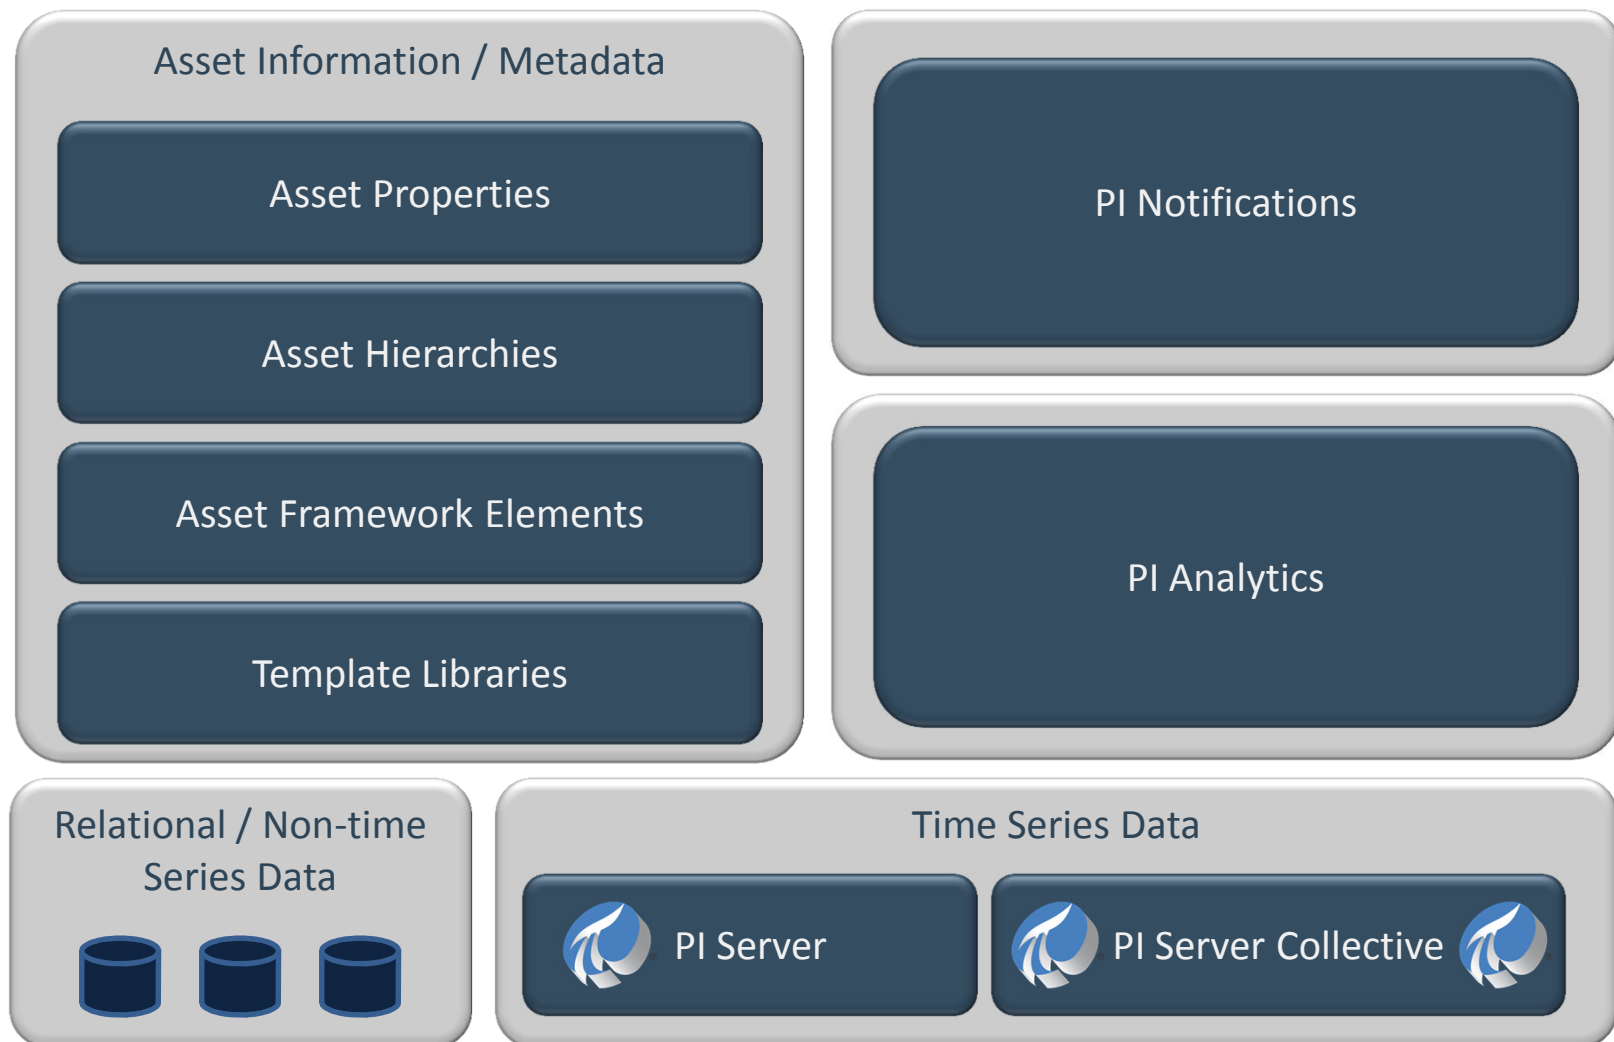 Asset Information / Metadata
Asset Properties
Asset Hierarchies
Asset Framework Elements
Template Libraries
PI Notifications
PI Analytics
Relational / Non-time
Series Data
Time Series Data
PI Server
PI Server Collective